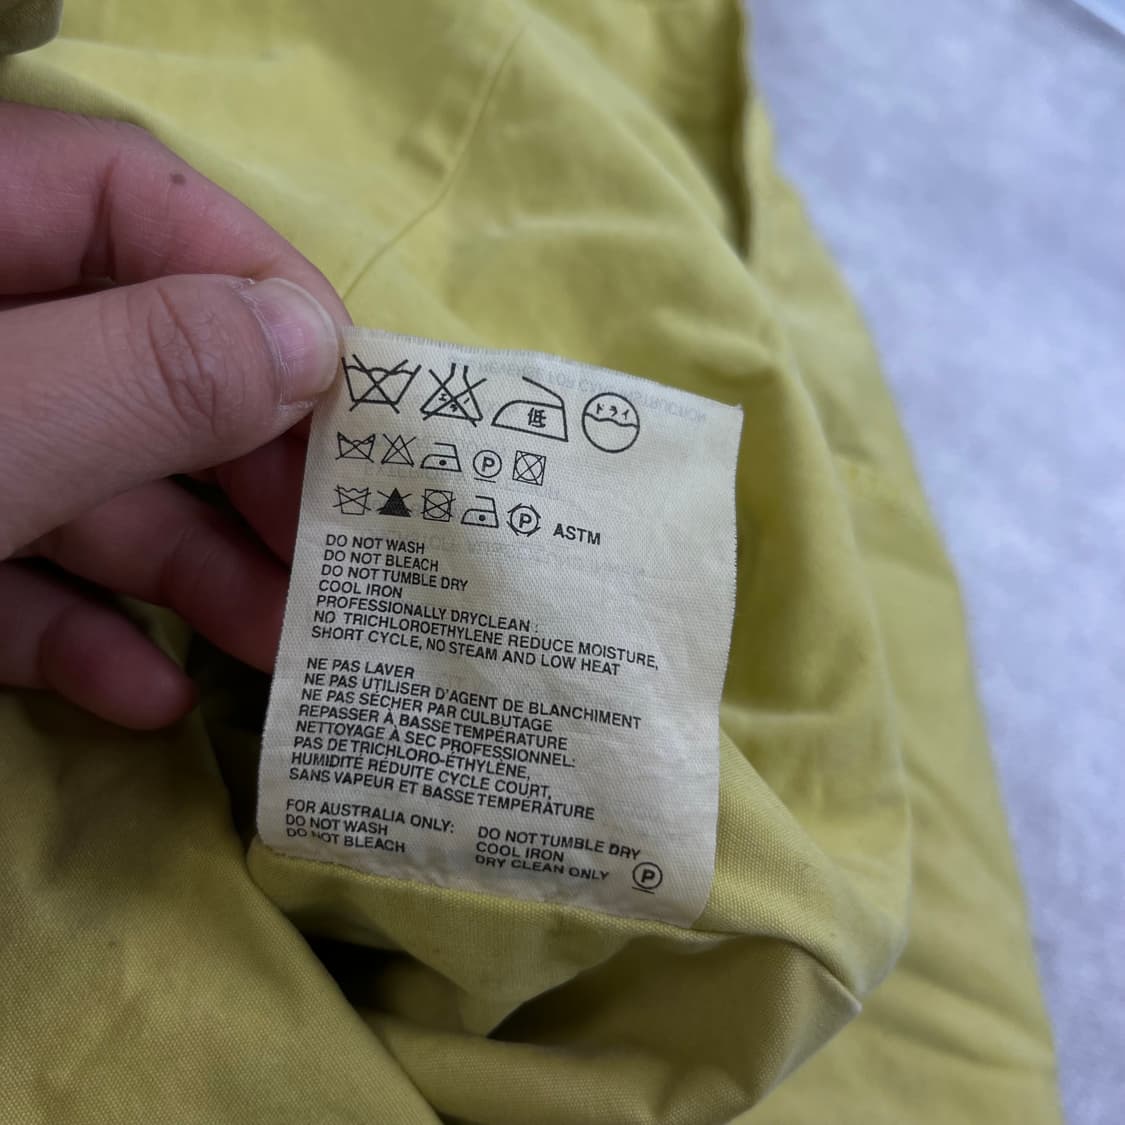 エンソ
低
ドライ
P
P ASTM
DO NOT WASH
DO NOT BLEACH
DO NOT TUMBLE DRY
COOL IRON
PROFESSIONALLY DRYCLEAN :
NO TRICHLOROETHYLENE REDUCE MOISTURE,
SHORT CYCLE, NO STEAM AND LOW HEAT
NE PAS LAVER
NE PAS UTILISER D'AGENT DE BLANCHIMENT
NE PAS SÉCHER PAR CULBUTAGE
REPASSER À BASSE TEMPÉRATURE
NETTOYAGE À SEC PROFESSIONNEL:
PAS DE TRICHLORO-ÉTHYLÈNE,
HUMIDITÉ RÉDUITE CYCLE COURT,
SANS VAPEUR ET BASSE TEMPÉRATURE
FOR AUSTRALIA ONLY:
DO NOT WASH
DO NOT BLEACH
DO NOT TUMBLE DRY
COOL IRON
DRY CLEAN ONLY
P